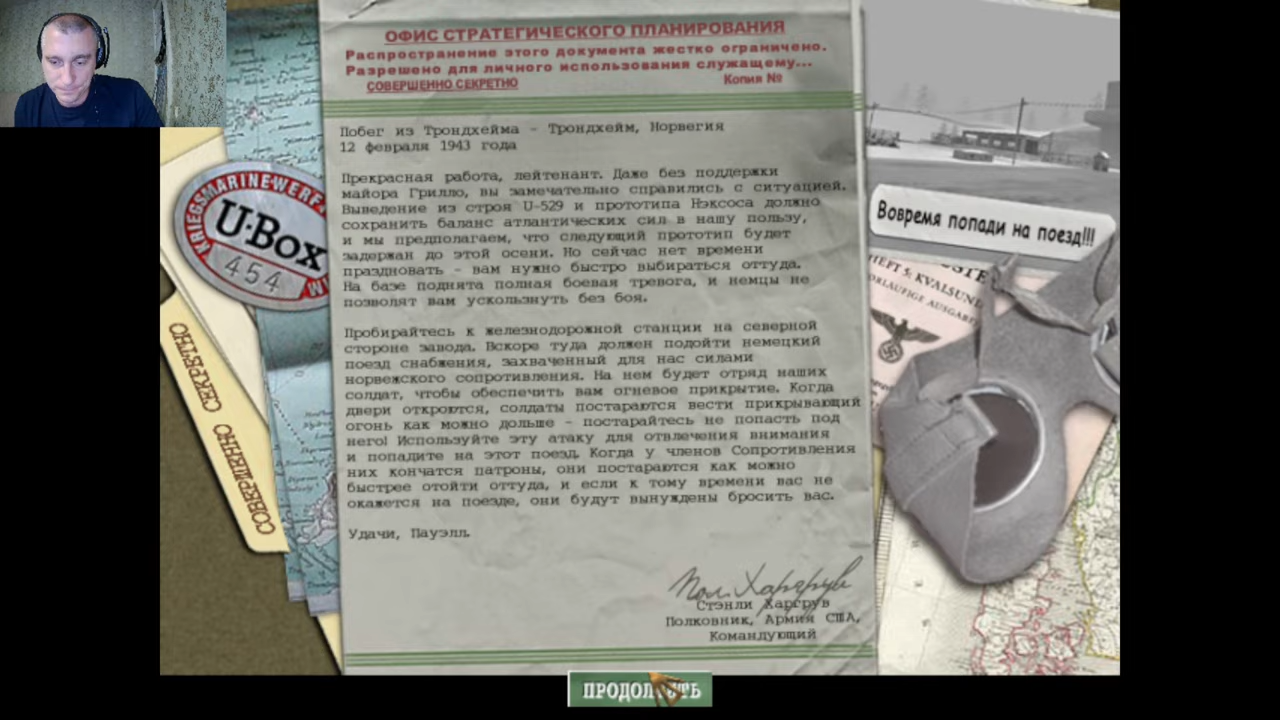 ОФИС СТРАТЕГИЧЕСКОГО ПЛАНИРОВАНИЯ
Распространение этого документа жестко ограничено.
Разрешено для личного использования служащему...
СОВЕРШЕННО СЕКРЕТНО
Копия №
Побег из Трондхейма - Трондхейм, Норвегия
12 февраля 1943 года
Прекрасная работа, лейтенант. Даже без поддержки
майора Грилло, вы замечательно справились с ситуацией.
Выведение из строя U-529 и прототипа Нэксоса должно
сохранить баланс атлантических сил в нашу пользу,
и мы предполагаем, что следующий прототип будет
задержан до этой осени. Но сейчас нет времени
праздновать - вам нужно быстро выбираться оттуда.
На базе поднята полная боевая тревога, и немцы не
позволят вам ускользнуть без боя.
Пробирайтесь к железнодорожной станции на северной
стороне завода. Вскоре туда должен подойти немецкий
поезд снабжения, захваченный для нас силами
норвежского сопротивления. На нем будет отряд наших
солдат, чтобы обеспечить вам огневое прикрытие. Когда
двери откроются, солдаты постараются вести прикрывающий
огонь как можно дольше - постарайтесь не попасть под
него! Используйте эту атаку для отвлечения внимания
и попадите на этот поезд. Когда у членов Сопротивления
них кончатся патроны, они постараются как можно
быстрее отойти оттуда, и если к тому времени вас не
окажется на поезде, они будут вынуждены бросить вас.
Удачи, Пауэлл.
Пол. Харгрув
Стэнли Харгрув
Полковник, Армия США,
Командующий
KRIEGSMARINEWERF
U-Box
454
СОВЕРШЕННО СЕКРЕТНО
Вовремя попади на поезд!!!
HEFT 5: KVALSUND
VORLÄUFIGE AUSGABE
ПРОДОЛЖИТЬ